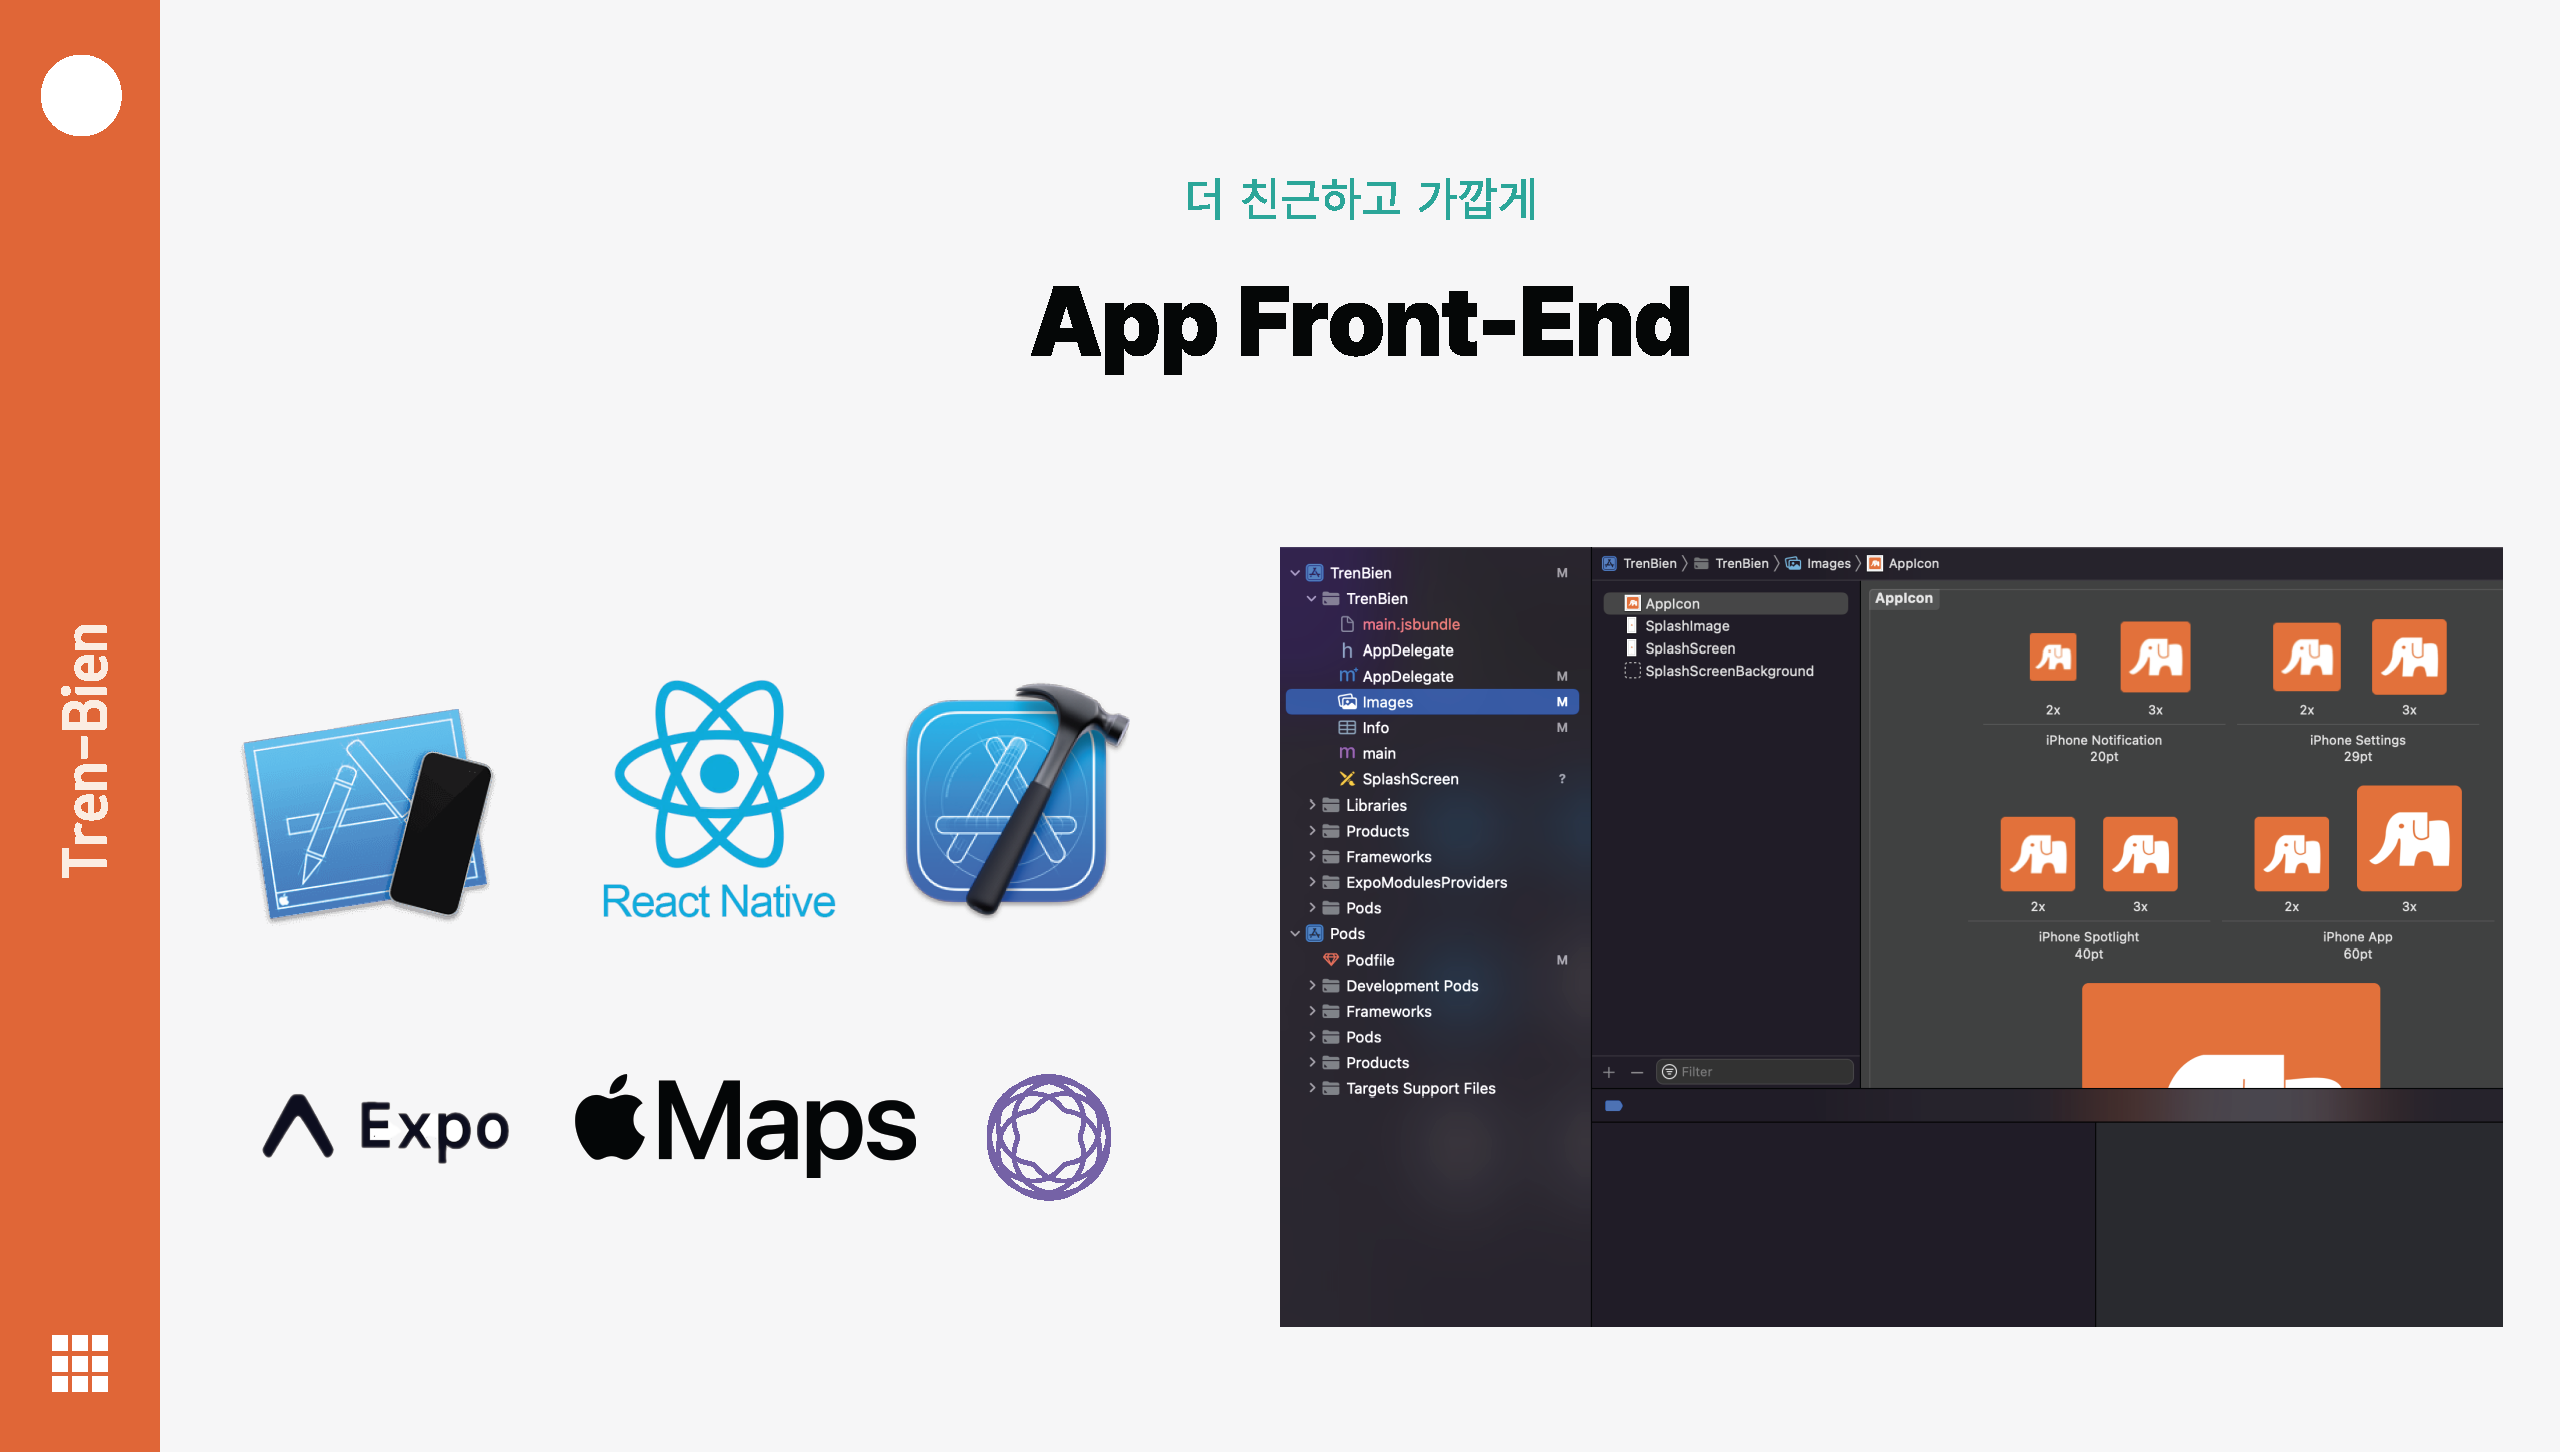 더 친근하고 가깝게
App Front-End
Tren-Bien
React Native
Expo
Maps
TrenBien M
TrenBien
main.jsbundle
h AppDelegate
m+ AppDelegate M
Images M
Info M
m main
SplashScreen ?
Libraries
Products
Frameworks
ExpoModulesProviders
Pods
Pods
Podfile M
Development Pods
Frameworks
Pods
Products
Targets Support Files
TrenBien 〉 TrenBien 〉 Images 〉 AppIcon
AppIcon
SplashImage
SplashScreen
SplashScreenBackground
Filter
AppIcon
2x 3x 2x 3x
iPhone Notification iPhone Settings
20pt 29pt
2x 3x 2x 3x
iPhone Spotlight iPhone App
40pt 60pt